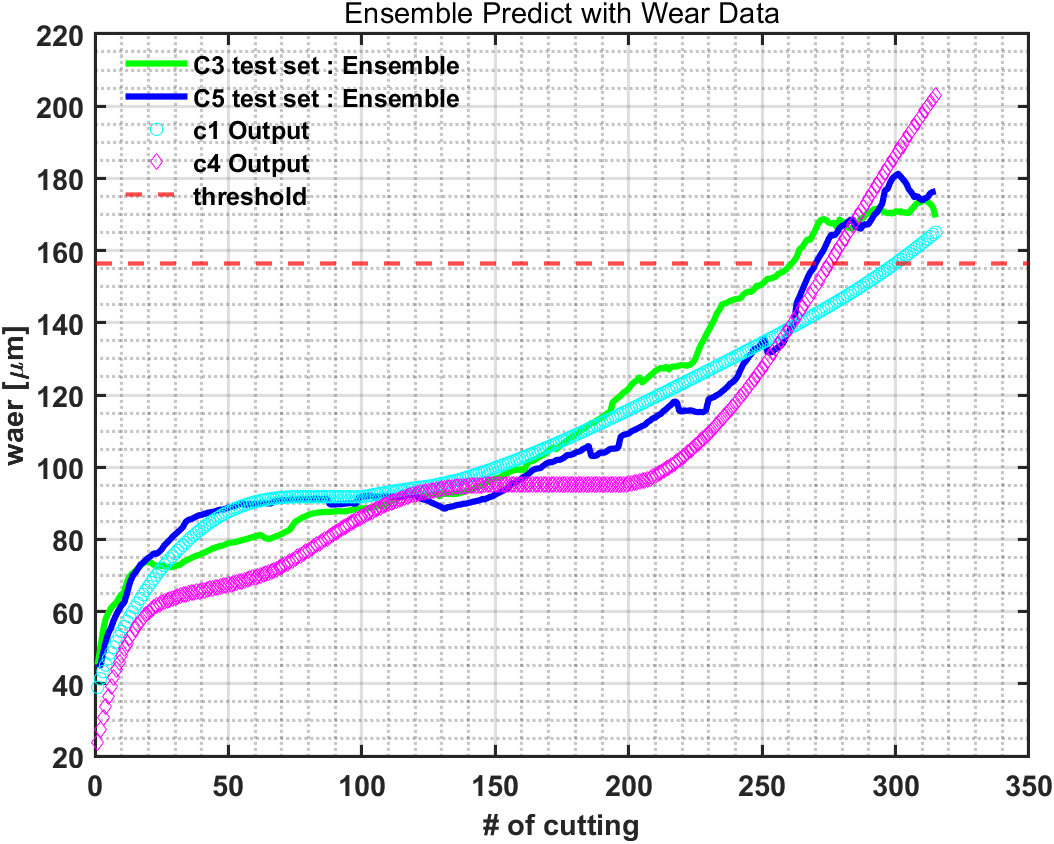 Ensemble Predict with Wear Data
220
200
180
160
140
120
100
80
60
40
20
waer [μm]
C3 test set : Ensemble
C5 test set : Ensemble
c1 Output
c4 Output
threshold
0 50 100 150 200 250 300 350
# of cutting